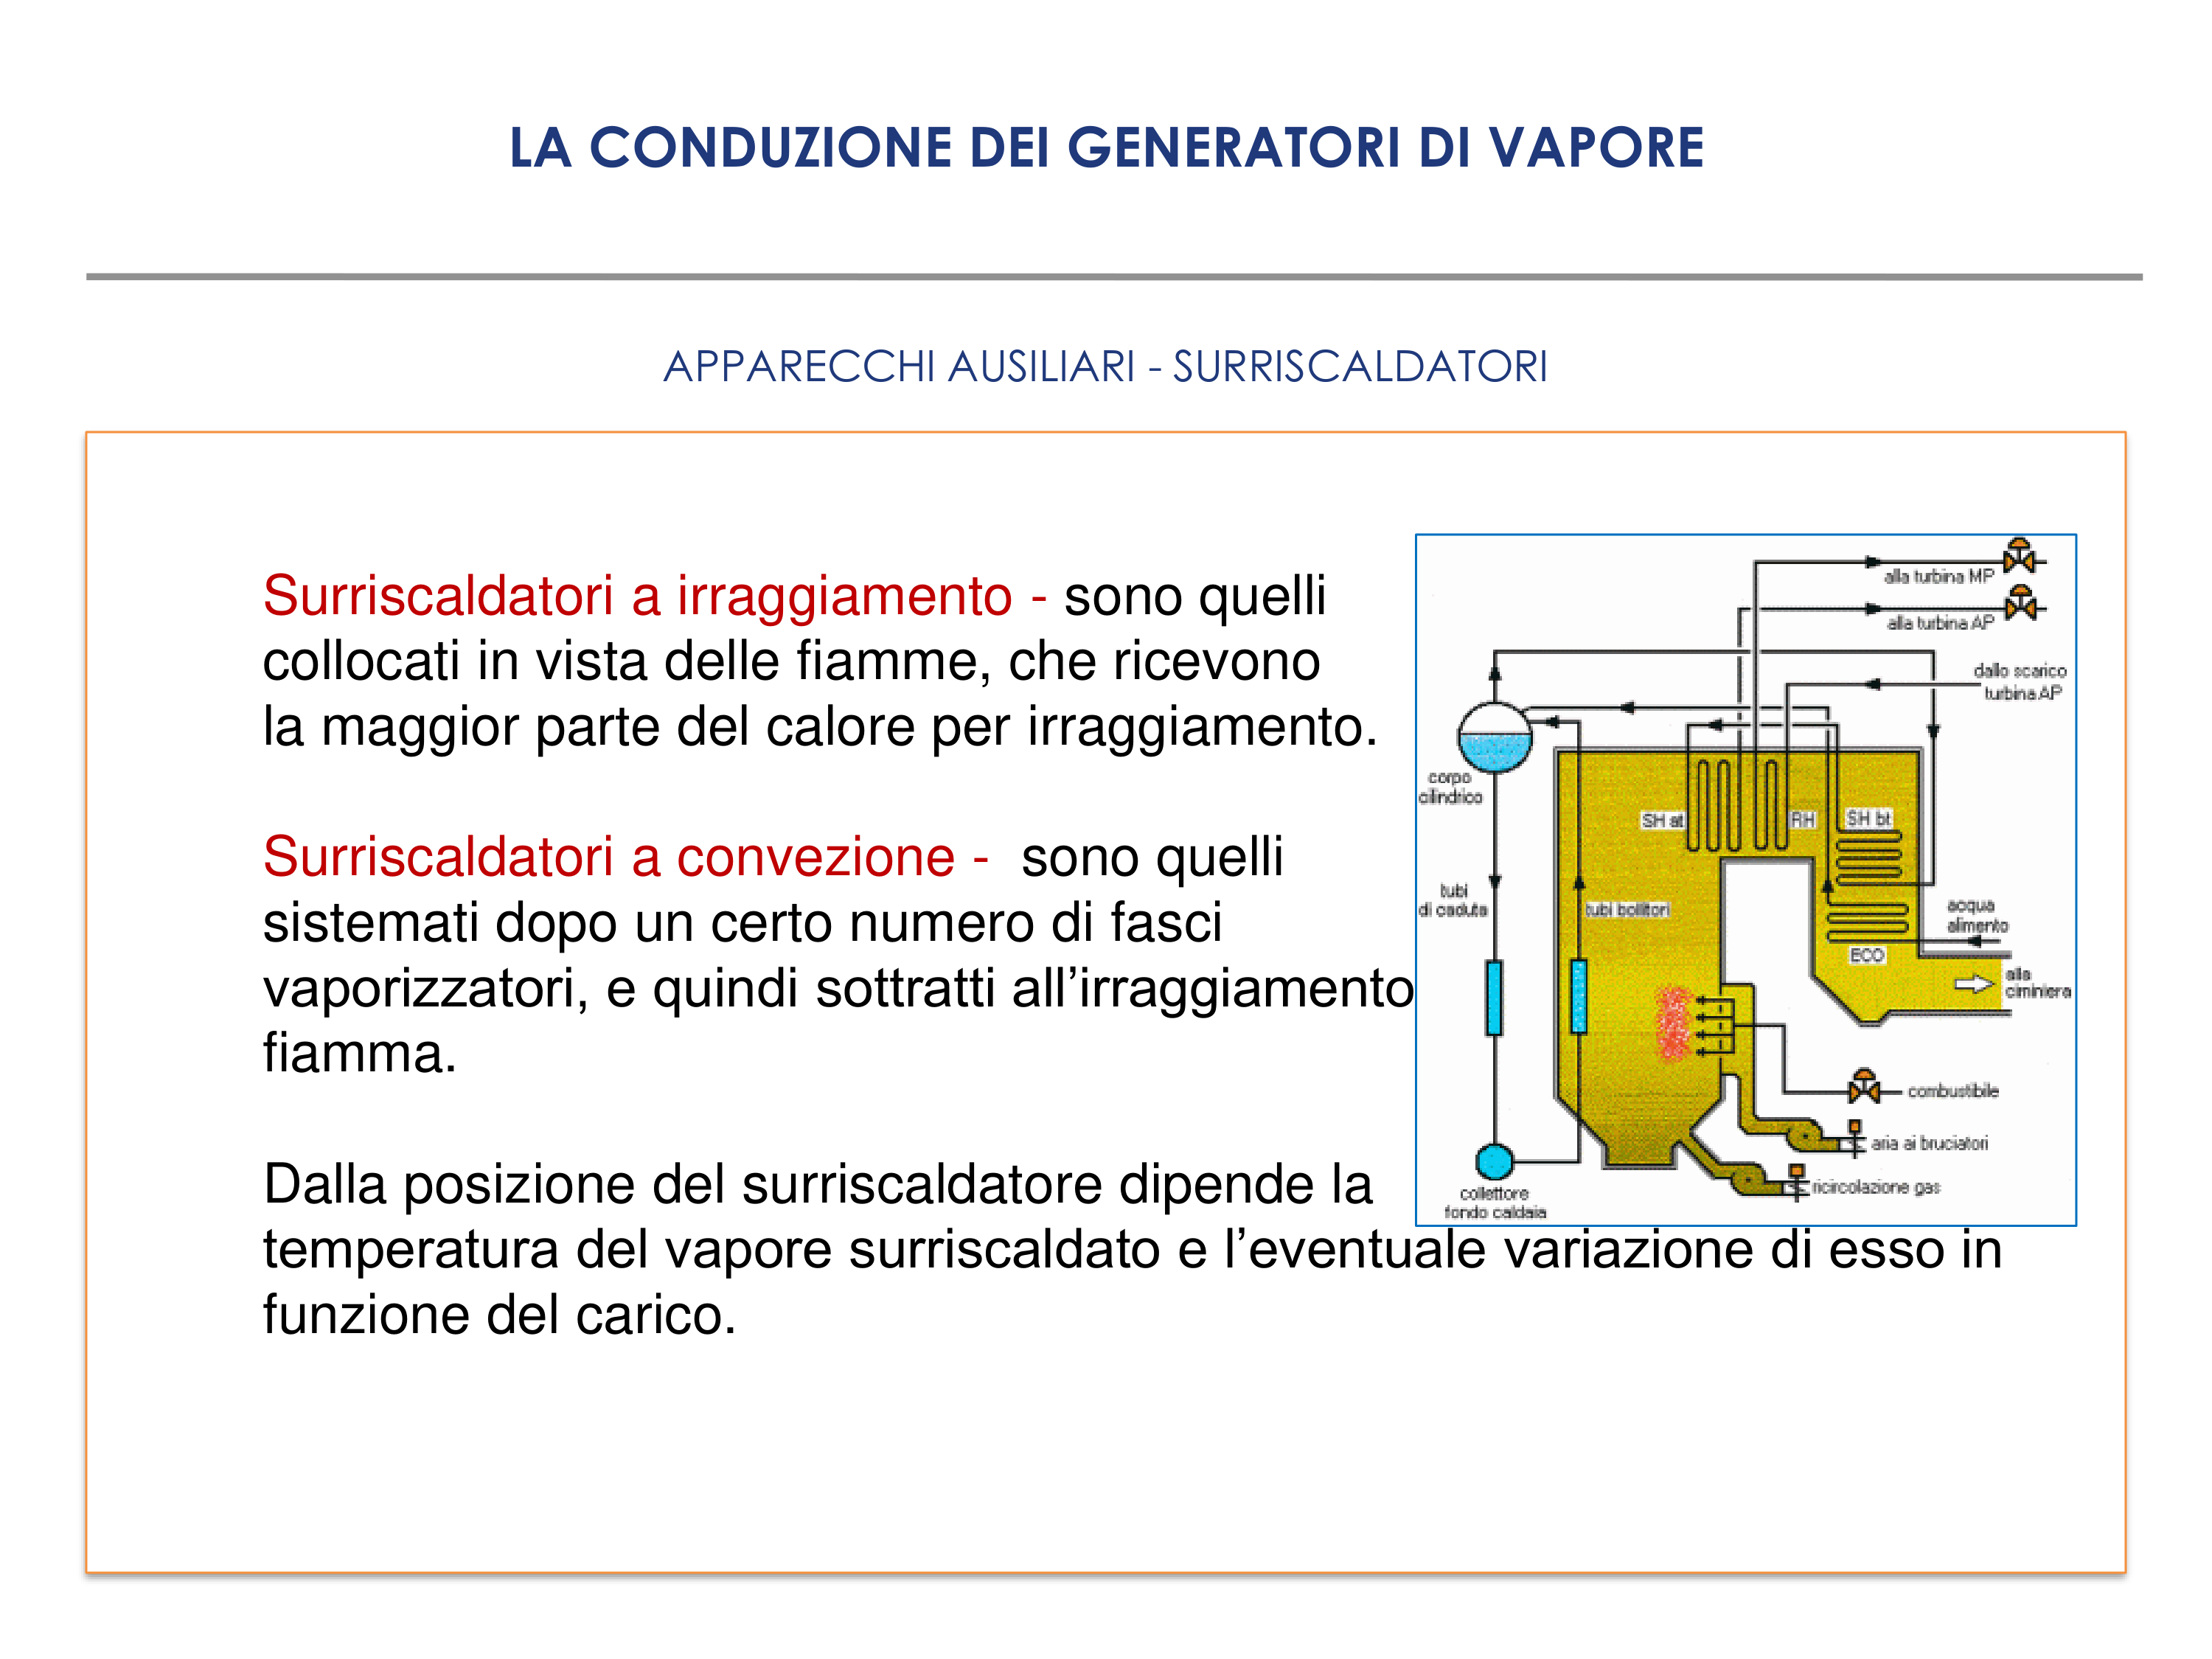 LA CONDUZIONE DEI GENERATORI DI VAPORE
APPARECCHI AUSILIARI - SURRISCALDATORI
Surriscaldatori a irraggiamento - sono quelli
collocati in vista delle fiamme, che ricevono
la maggior parte del calore per irraggiamento.
Surriscaldatori a convezione - sono quelli
sistemati dopo un certo numero di fasci
vaporizzatori, e quindi sottratti all’irraggiamento
fiamma.
Dalla posizione del surriscaldatore dipende la
temperatura del vapore surriscaldato e l’eventuale variazione di esso in
funzione del carico.
alla turbina MP
alla turbina AP
dallo scarico
turbina AP
corpo
cilindrico
SH at
RH
SH bt
tubi
di caduta
tubi bollitori
acqua
alimento
ECO
alla
ciminiera
combustibile
aria ai bruciatori
ricircolazione gas
collettore
fondo caldaia